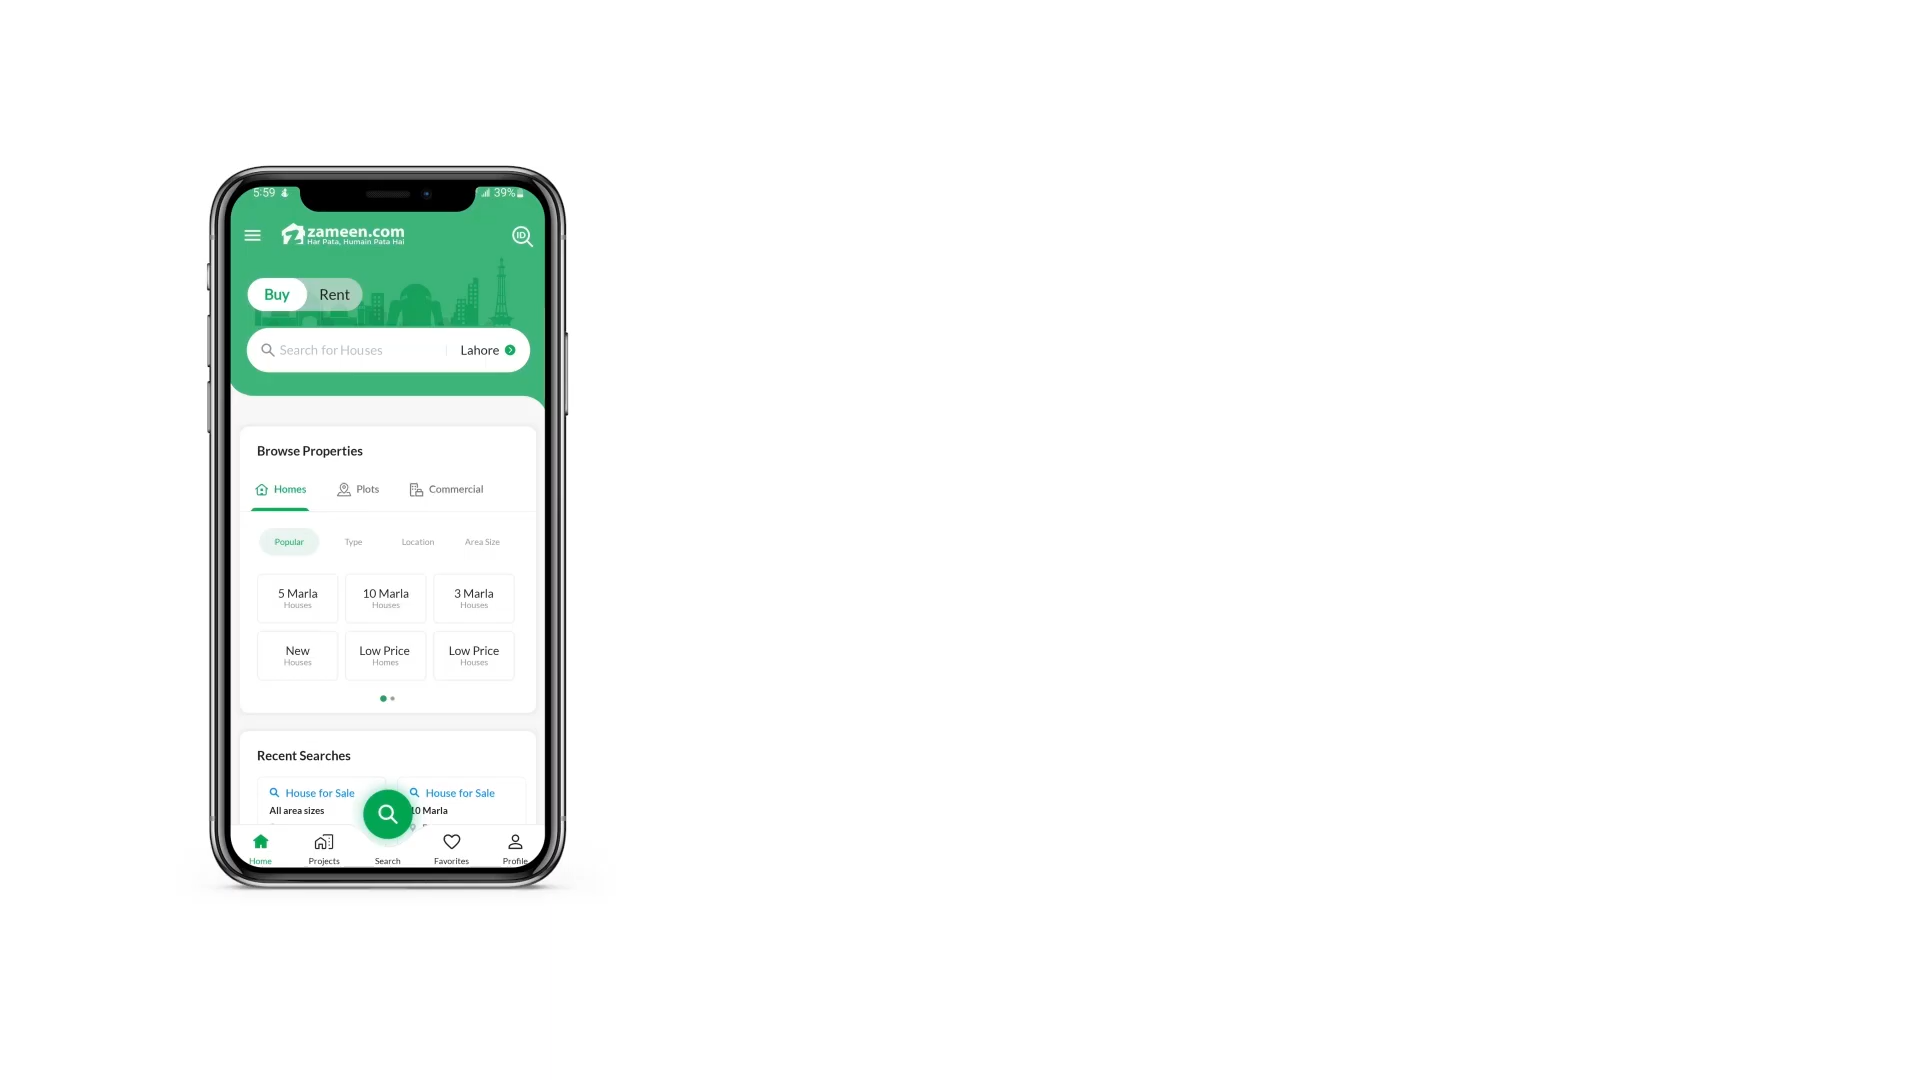 5:59
39%
zameen.com
Har Pata, Humain Pata Hai
ID
Buy Rent
Search for Houses Lahore
Browse Properties
Homes Plots Commercial
Popular Type Location Area Size
5 Marla 10 Marla 3 Marla
Houses Houses Houses
New Low Price Low Price
Houses Homes Houses
Recent Searches
House for Sale House for Sale
All area sizes 10 Marla
Home Projects Search Favorites Profile